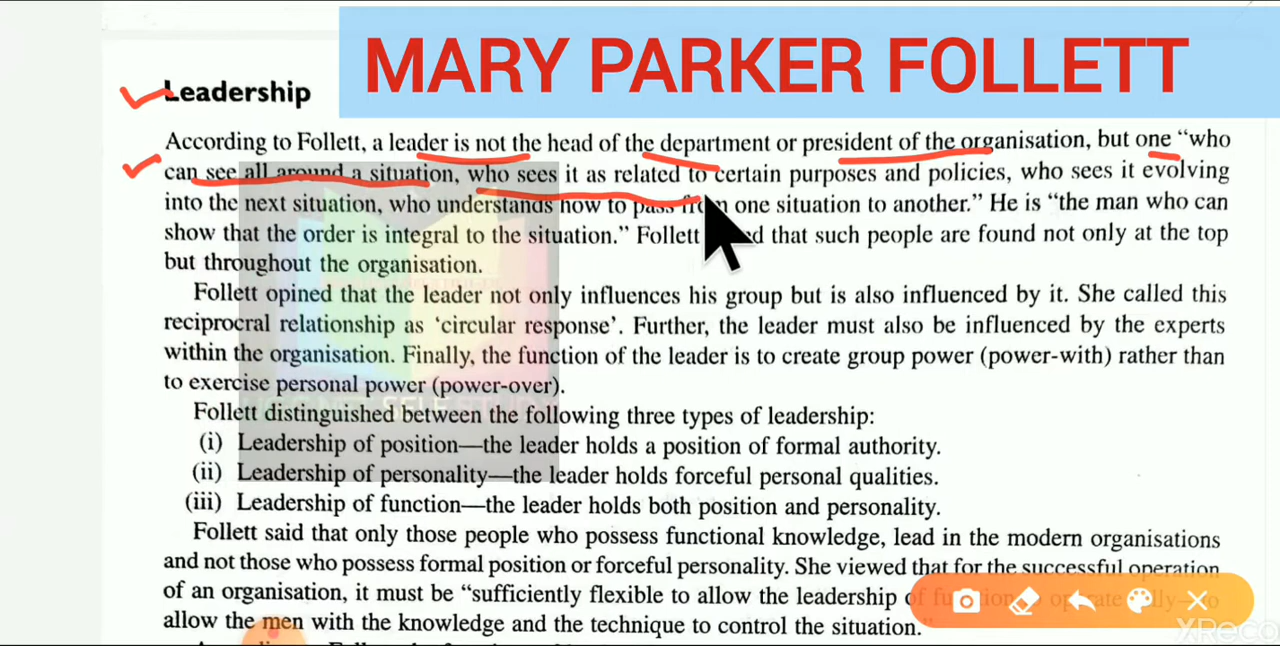 MARY PARKER FOLLETT
Leadership
According to Follett, a leader is not the head of the department or president of the organisation, but one “who
can see all around a situation, who sees it as related to certain purposes and policies, who sees it evolving
into the next situation, who understands how to pass from one situation to another.” He is “the man who can
show that the order is integral to the situation.” Follett that such people are found not only at the top
but throughout the organisation.
Follett opined that the leader not only influences his group but is also influenced by it. She called this
reciprocral relationship as ‘circular response’. Further, the leader must also be influenced by the experts
within the organisation. Finally, the function of the leader is to create group power (power-with) rather than
to exercise personal power (power-over).
Follett distinguished between the following three types of leadership:
(i) Leadership of position—the leader holds a position of formal authority.
(ii) Leadership of personality—the leader holds forceful personal qualities.
(iii) Leadership of function—the leader holds both position and personality.
Follett said that only those people who possess functional knowledge, lead in the modern organisations
and not those who possess formal position or forceful personality. She viewed that for the successful operation
of an organisation, it must be “sufficiently flexible to allow the leadership of function to operate fully—to
allow the men with the knowledge and the technique to control the situation.”